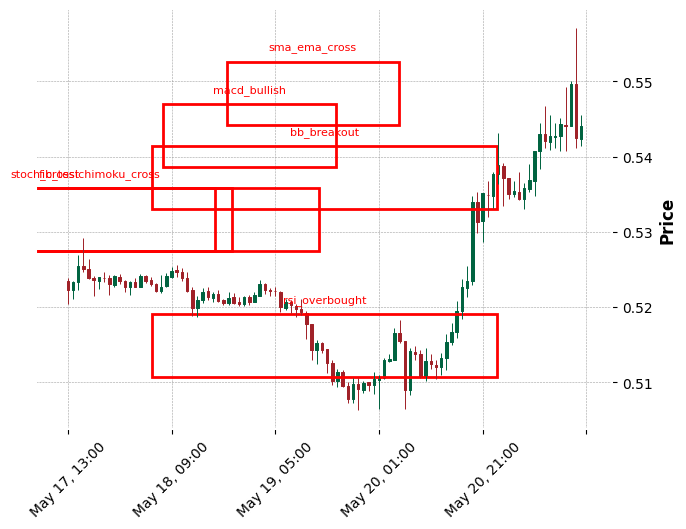 sma_ema_cross
macd_bullish
bb_breakout
ichimoku_cross
rsi_overbought
0.55
0.54
0.53
0.52
0.51
Price
May 17, 13:00
May 18, 09:00
May 19, 05:00
May 20, 01:00
May 20, 21:00